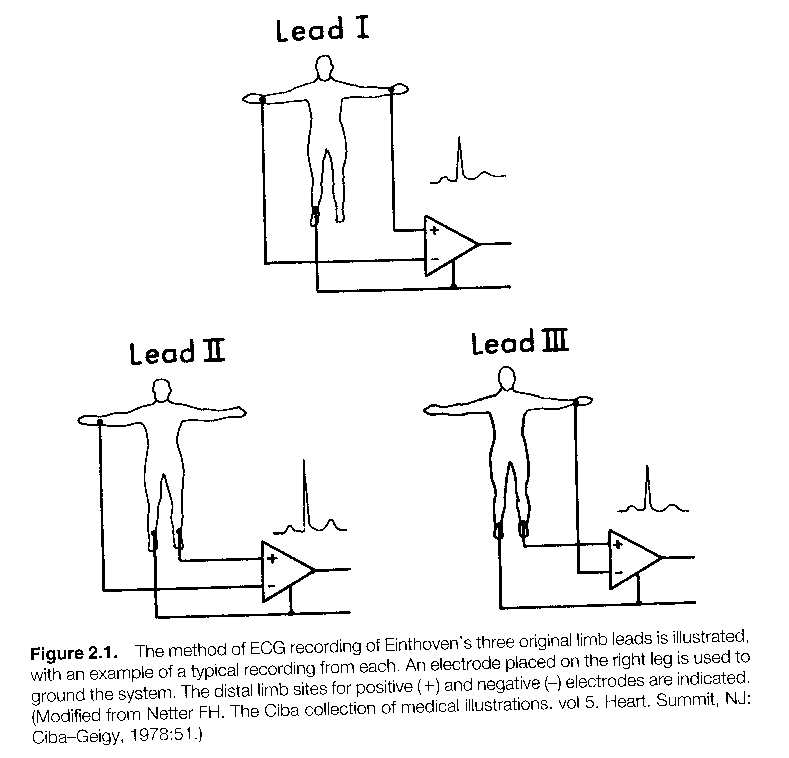 Lead I
+
−
Lead II
Lead III
+
−
+
−
Figure 2.1. The method of ECG recording of Einthoven's three original limb leads is illustrated,
with an example of a typical recording from each. An electrode placed on the right leg is used to
ground the system. The distal limb sites for positive (+) and negative (−) electrodes are indicated.
(Modified from Netter FH. The Ciba collection of medical illustrations. vol 5. Heart. Summit, NJ:
Ciba–Geigy, 1978:51.)